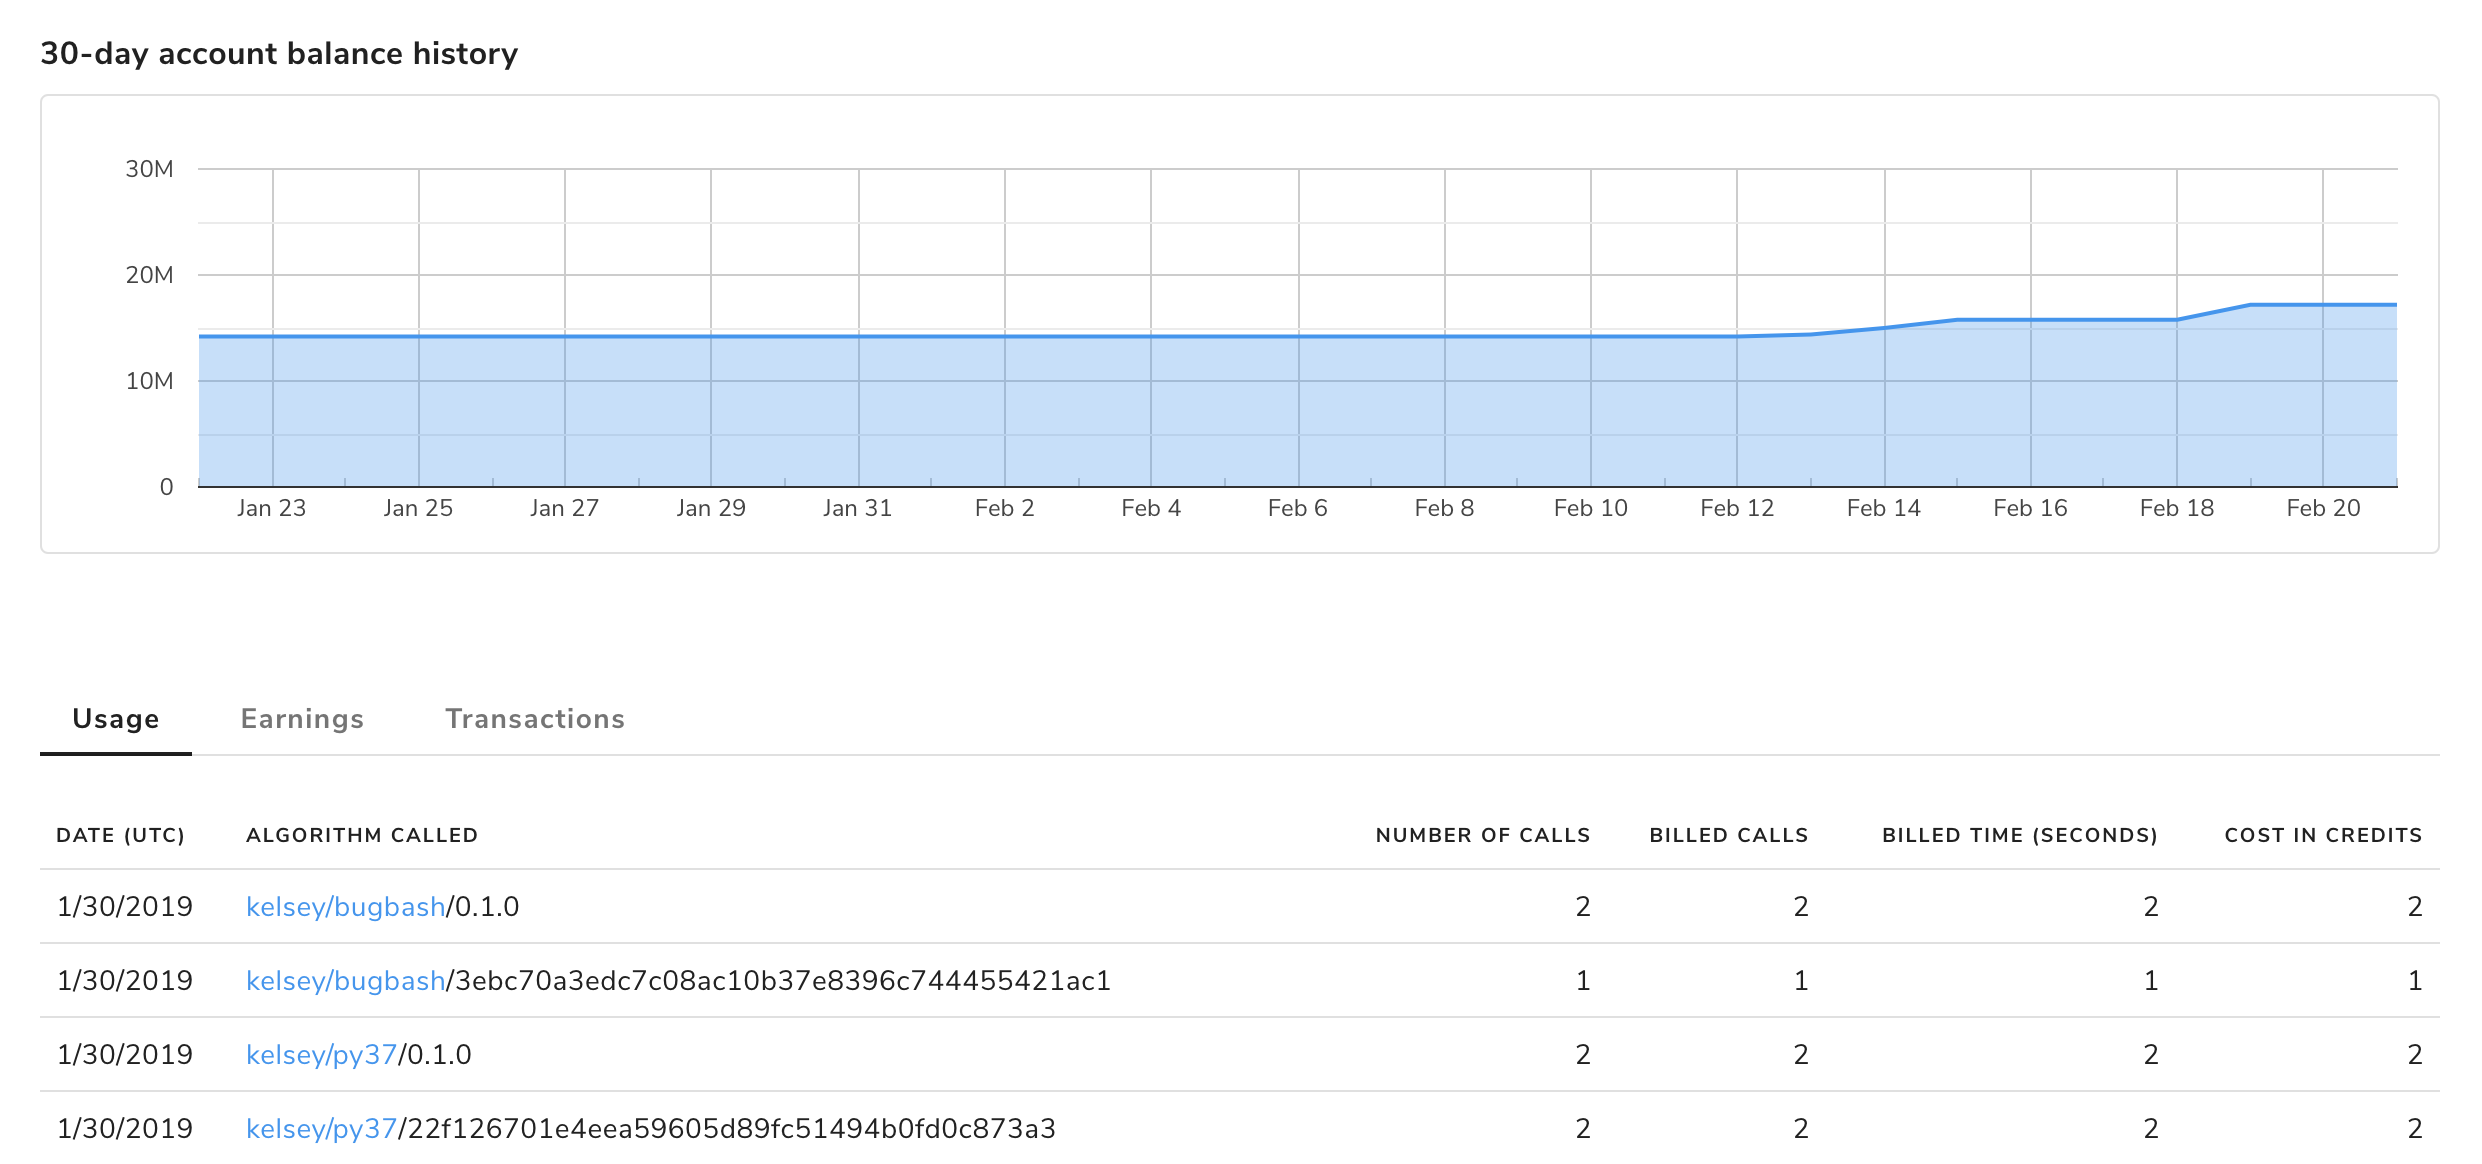 30-day account balance history
30M
20M
10M
0
Jan 23 Jan 25 Jan 27 Jan 29 Jan 31 Feb 2 Feb 4 Feb 6 Feb 8 Feb 10 Feb 12 Feb 14 Feb 16 Feb 18 Feb 20
Usage Earnings Transactions
DATE (UTC) ALGORITHM CALLED NUMBER OF CALLS BILLED CALLS BILLED TIME (SECONDS) COST IN CREDITS
1/30/2019 kelsey/bugbash/0.1.0 2 2 2 2
1/30/2019 kelsey/bugbash/3ebc70a3edc7c08ac10b37e8396c744455421ac1 1 1 1 1
1/30/2019 kelsey/py37/0.1.0 2 2 2 2
1/30/2019 kelsey/py37/22f126701e4eea59605d89fc51494b0fd0c873a3 2 2 2 2